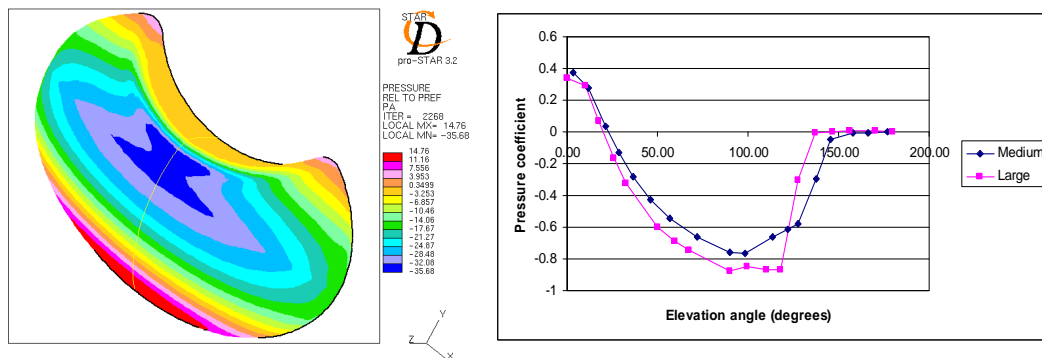 STAR
CD
pro-STAR 3.2
PRESSURE
REL TO PREF
PA
ITER = 2268
LOCAL MX= 14.76
LOCAL MN= -35.68
14.76
11.16
7.556
3.953
0.3499
-3.253
-6.857
-10.46
-14.06
-17.67
-21.27
-24.87
-28.48
-32.08
-35.68
Y
Z
X
0.6
0.4
0.2
0
-0.2
-0.4
-0.6
-0.8
-1
0.00
50.00
100.00
150.00
200.00
Pressure coefficient
Elevation angle (degrees)
Medium
Large